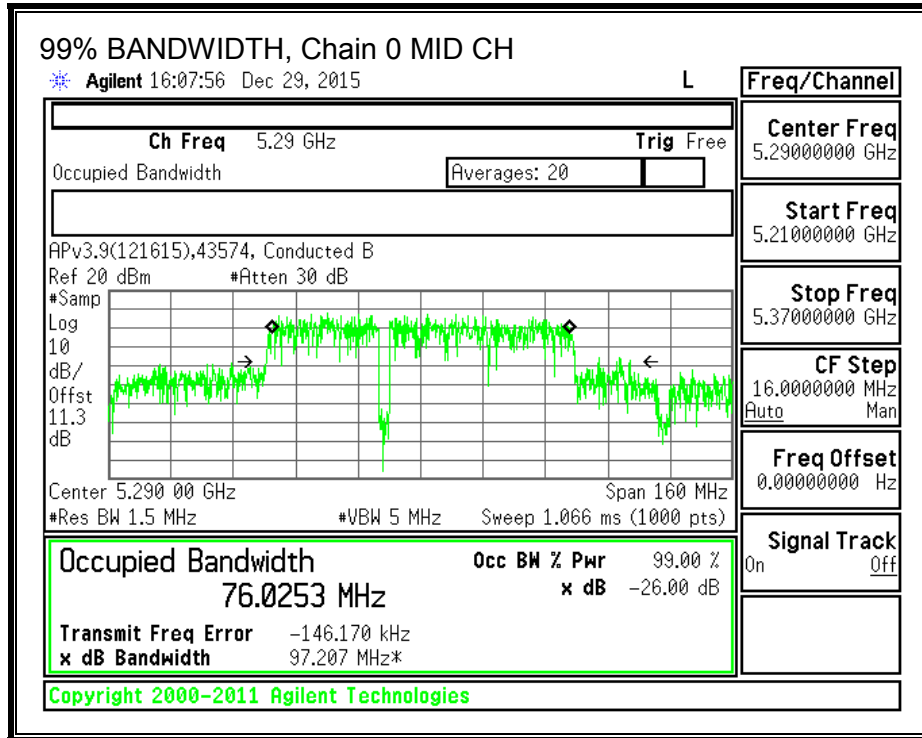 99% BANDWIDTH, Chain 0 MID CH
Agilent 16:07:56 Dec 29, 2015 L Freq/Channel
Ch Freq 5.29 GHz Trig Free
Occupied Bandwidth Averages: 20
APv3.9(121615),43574, Conducted B
Ref 20 dBm #Atten 30 dB
#Samp
Log
10
dB/
Offst
11.3
dB
Center 5.290 00 GHz Span 160 MHz
#Res BW 1.5 MHz #VBW 5 MHz Sweep 1.066 ms (1000 pts)
Occupied Bandwidth Occ BW % Pwr 99.00 %
76.0253 MHz x dB -26.00 dB
Transmit Freq Error -146.170 kHz
x dB Bandwidth 97.207 MHz*
Copyright 2000-2011 Agilent Technologies
Center Freq
5.29000000 GHz
Start Freq
5.21000000 GHz
Stop Freq
5.37000000 GHz
CF Step
16.0000000 MHz
Auto Man
Freq Offset
0.00000000 Hz
Signal Track
On Off